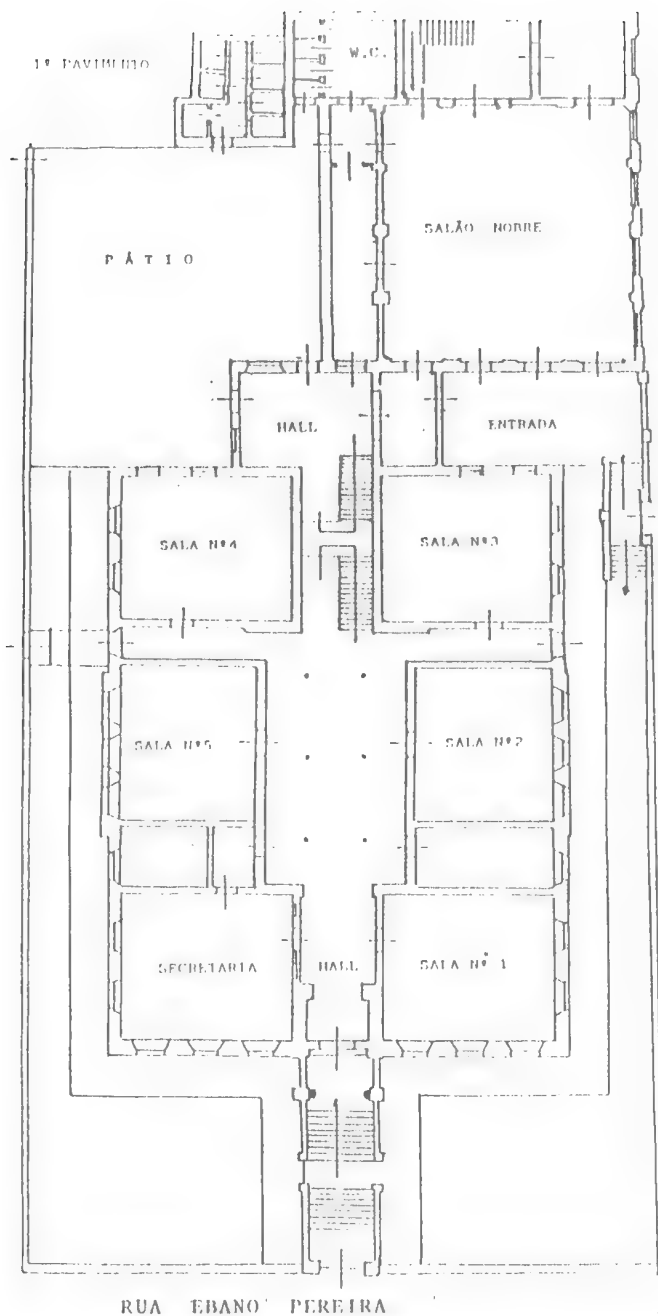 W.C.
1º PAVIMENTO
SALÃO NOBRE
PÁTIO
HALL
ENTRADA
SALA Nº4
SALA Nº3
SALA Nº5
SALA Nº2
SECRETARIA
HALL
SALA Nº 1
RUA EBANO PEREIRA